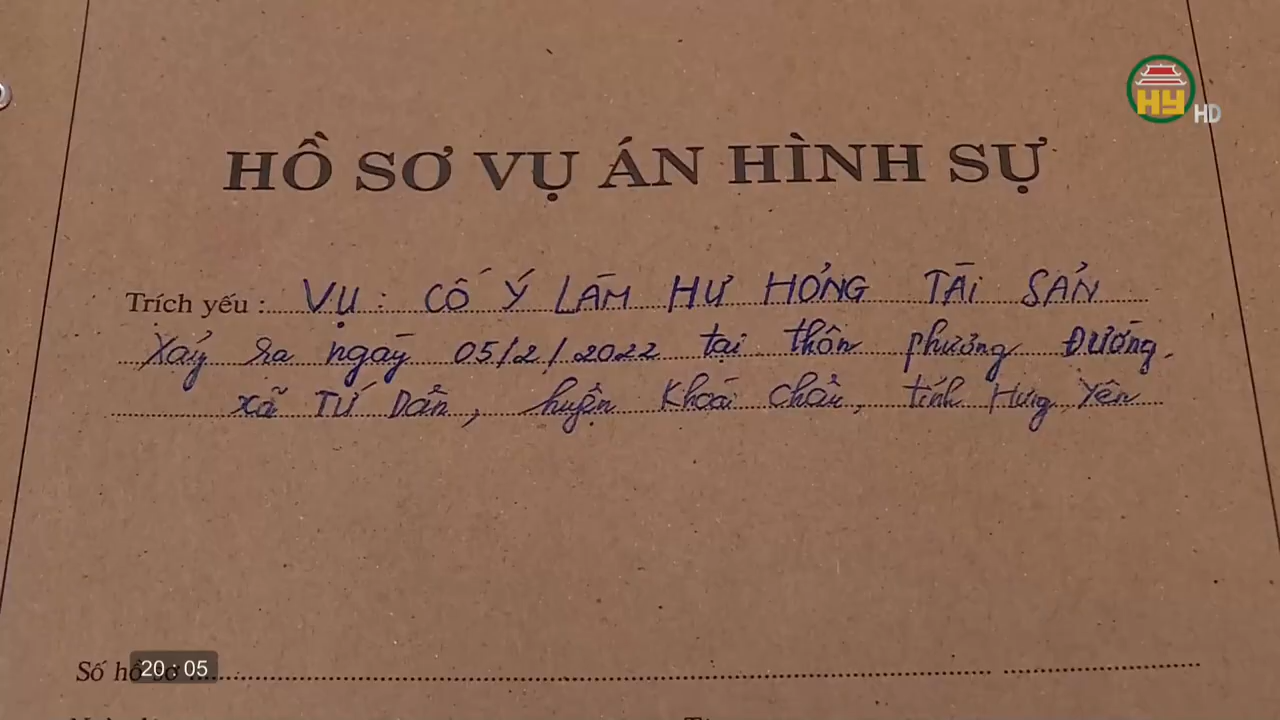 HY HD
HỒ SƠ VỤ ÁN HÌNH SỰ
Trích yếu : VỤ : CỐ Ý LÀM HƯ HỎNG TÀI SẢN
Xảy ra ngày 05/2/2022 tại thôn phương Đường,
xã TỨ Dân, huyện Khoái Châu, tỉnh Hưng Yên
Số hồ sơ
20 05